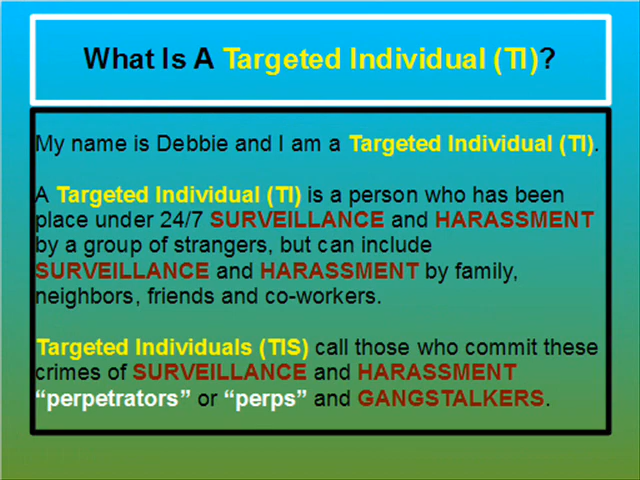 What Is A Targeted Individual (TI)?
My name is Debbie and I am a Targeted Individual (TI).
A Targeted Individual (TI) is a person who has been
place under 24/7 SURVEILLANCE and HARASSMENT
by a group of strangers, but can include
SURVEILLANCE and HARASSMENT by family,
neighbors, friends and co-workers.
Targeted Individuals (TIS) call those who commit these
crimes of SURVEILLANCE and HARASSMENT
“perpetrators” or “perps” and GANGSTALKERS.